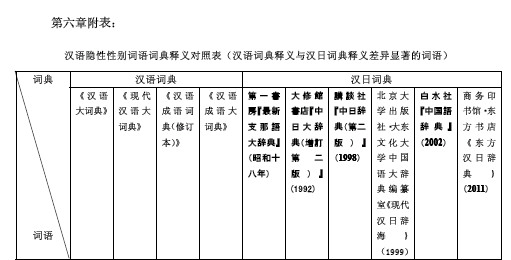 第六章附表：
汉语隐性性别词语词典释义对照表（汉语词典释义与汉日词典释义差异显著的词语）
词典
词语
汉语词典
汉日词典
《汉语
大词典》
《现代
汉语大
词典》
《汉语
成语词
典（修订
本）》
《汉语
成语大
词典》
第一書
房『最新
支那語
大辞典』
（昭和十
八年）
大修館
書店『中
日大辞
典（増訂
第二
版）』
（1992）
講談社
『中日辞
典（第二
版）』
（1998）
北京大
学出版
社·大东
文化大
学中国
语大辞
典编纂
室《现代
汉日辞
海》
（1999）
白水社
『中国語
辞典』
（2002）
商务印
书馆·东
方书店
《东方
汉日辞
典》
（2011）